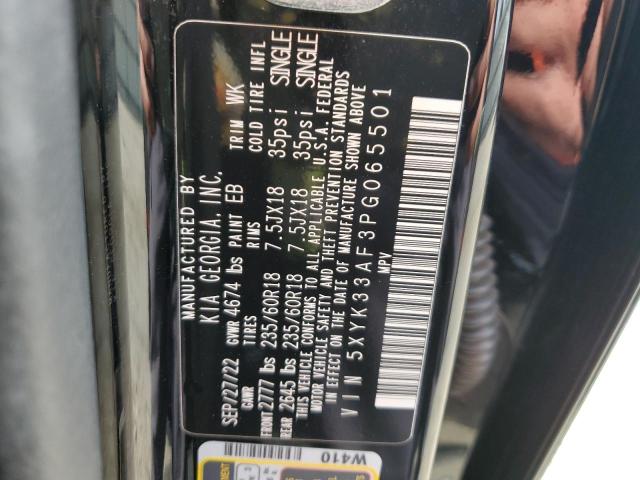 MANUFACTURED BY
KIA GEORGIA, INC.
SEP/27/22 GVWR 4674 lbs PAINT EB TRIM WK
GAWR TIRES RIMS COLD TIRE INFL
FRONT 2777 lbs 235/60R18 7.5JX18 35psi SINGLE
REAR 2645 lbs 235/60R18 7.5JX18 35psi SINGLE
THIS VEHICLE CONFORMS TO ALL APPLICABLE U.S.A. FEDERAL
MOTOR VEHICLE SAFETY AND THEFT PREVENTION STANDARDS
IN EFFECT ON THE DATE OF MANUFACTURE SHOWN ABOVE
VIN 5XYK33AF3PG065501
MPV
W410